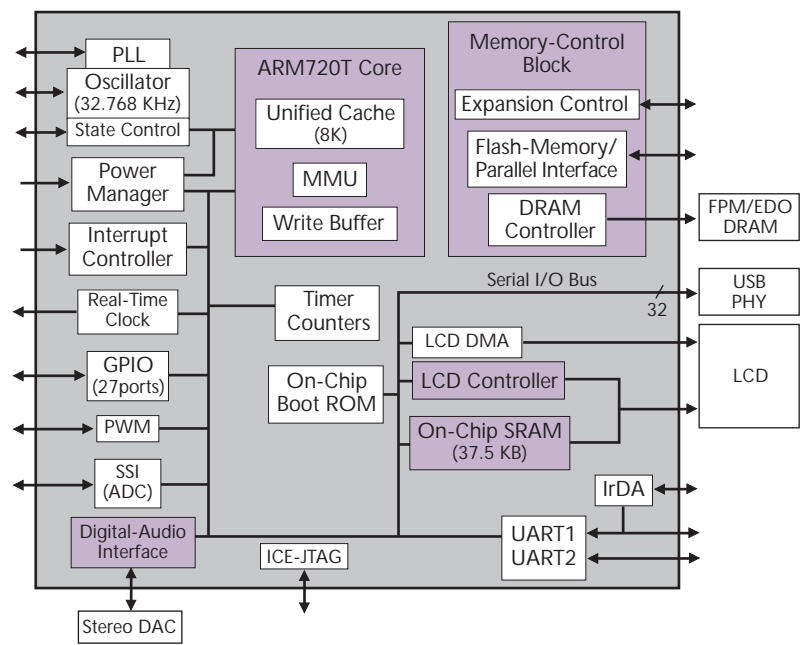 PLL
Oscillator
(32.768 KHz)
State Control
Power
Manager
Interrupt
Controller
Real-Time
Clock
GPIO
(27ports)
PWM
SSI
(ADC)
Digital-Audio
Interface
Stereo DAC
ARM720T Core
Unified Cache
(8K)
MMU
Write Buffer
Timer
Counters
On-Chip
Boot ROM
ICE-JTAG
Memory-Control
Block
Expansion Control
Flash-Memory/
Parallel Interface
DRAM
Controller
Serial I/O Bus
32
LCD DMA
LCD Controller
On-Chip SRAM
(37.5 KB)
IrDA
UART1
UART2
FPM/EDO
DRAM
USB
PHY
LCD